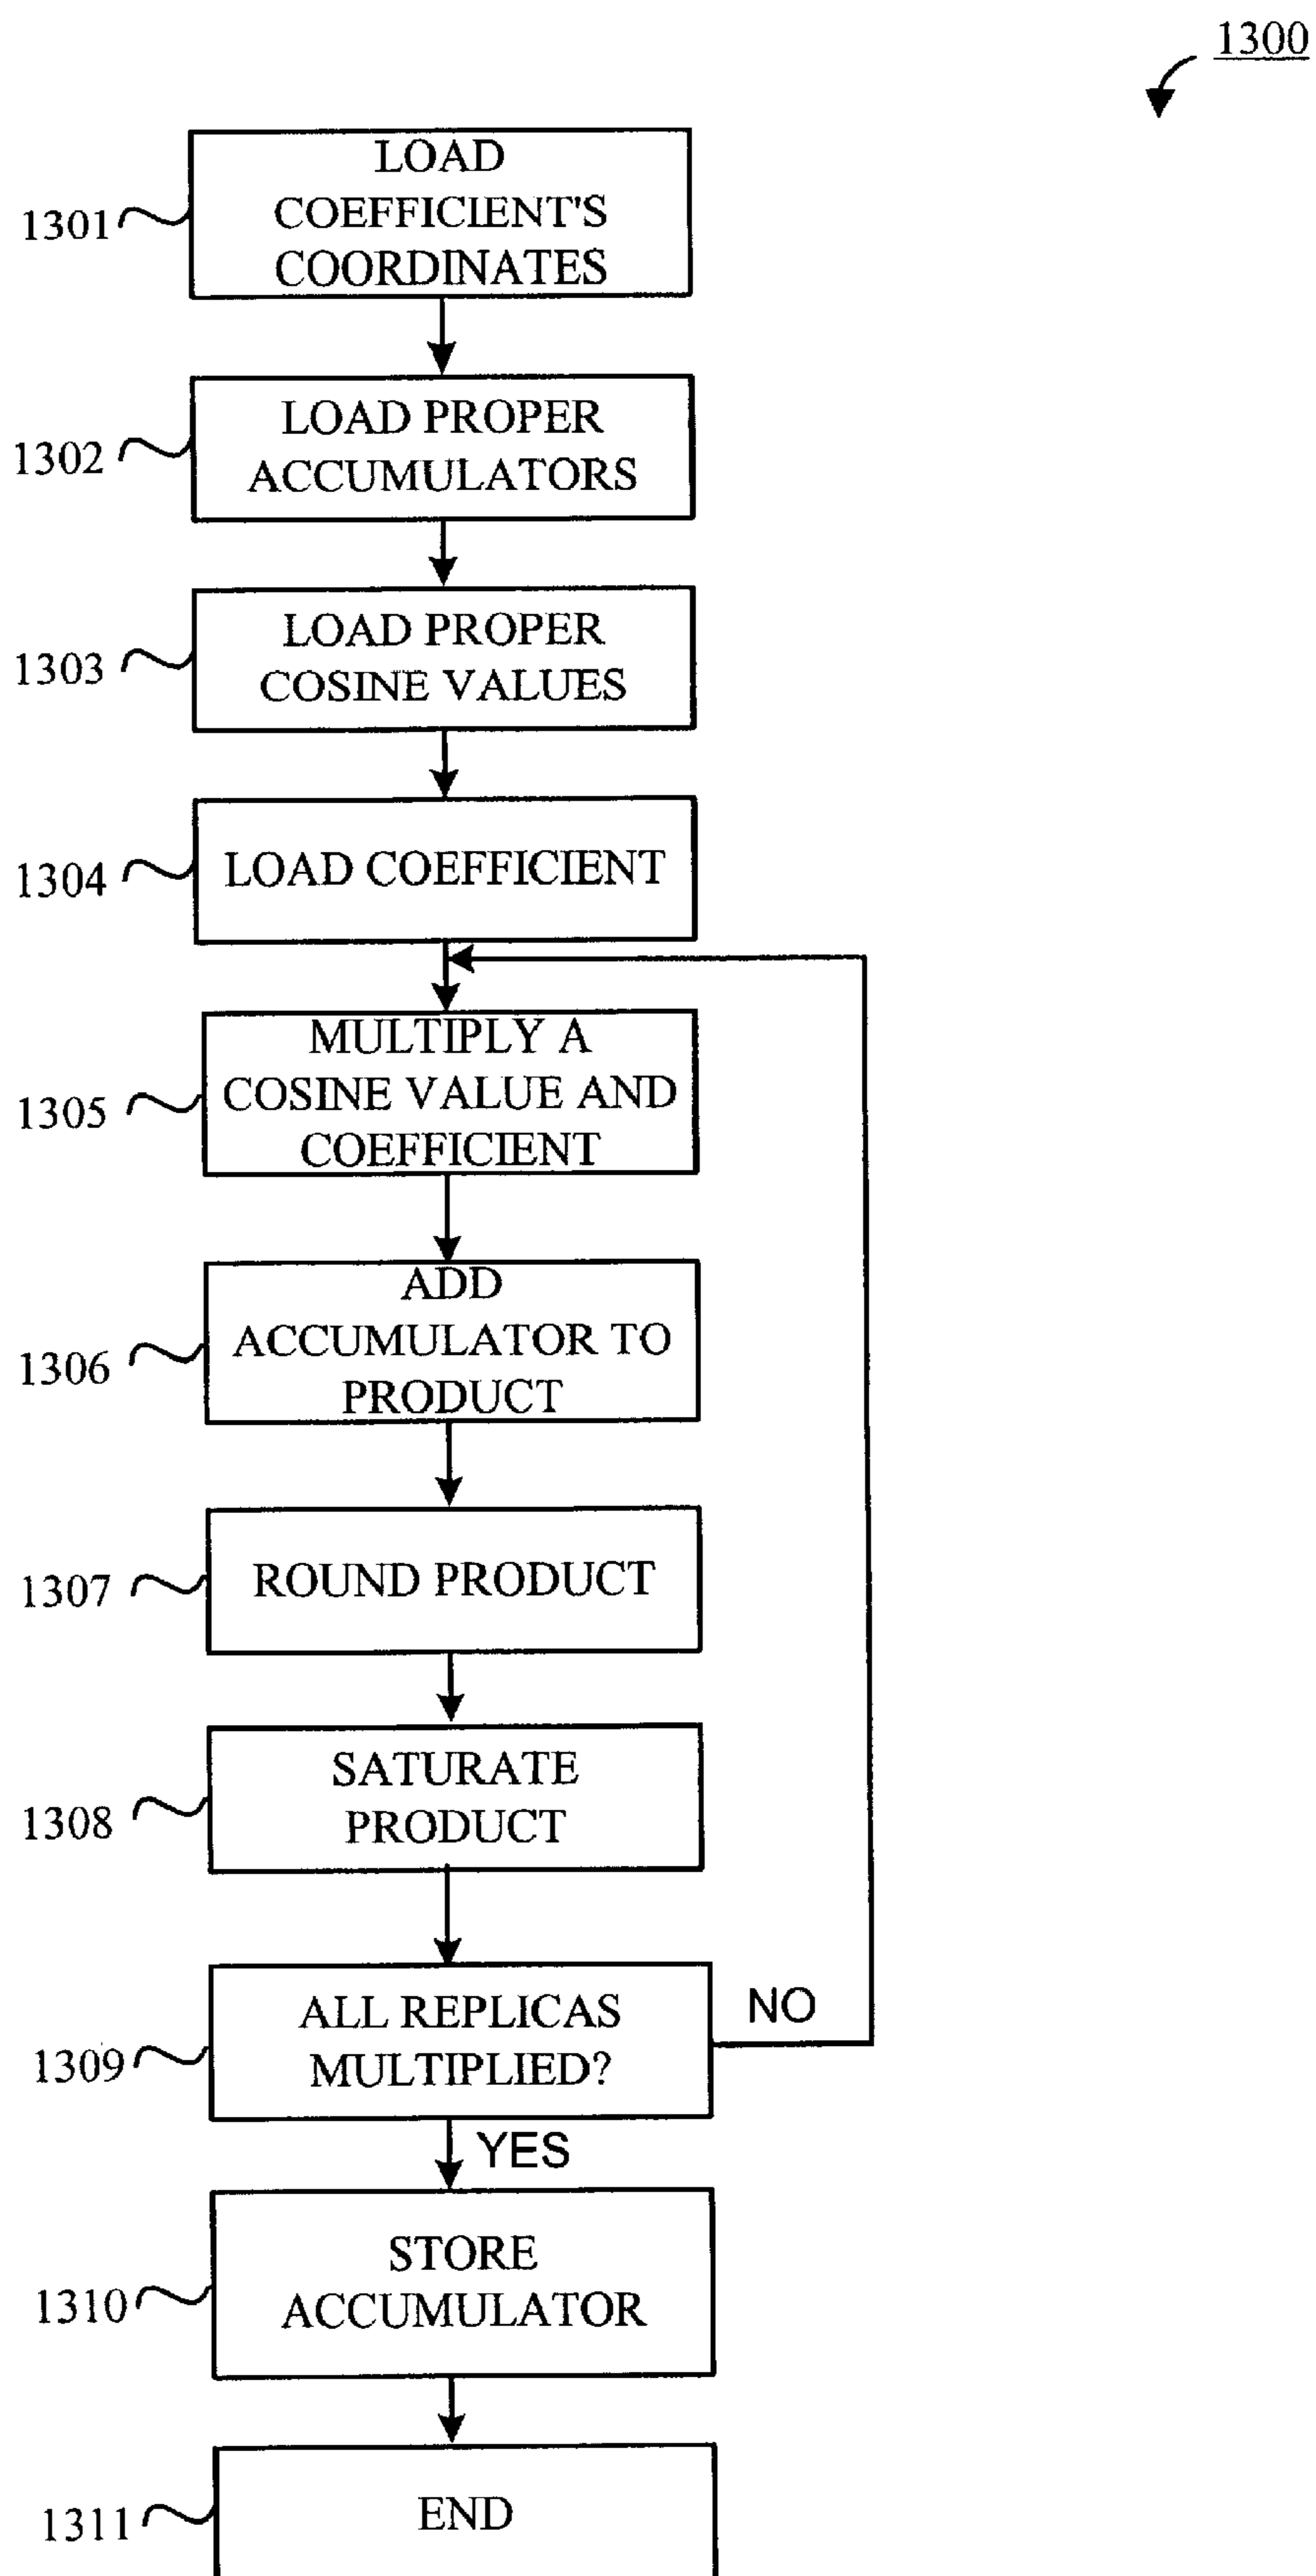 1300
LOAD
COEFFICIENT'S
COORDINATES
1301
LOAD PROPER
ACCUMULATORS
1302
LOAD PROPER
COSINE VALUES
1303
LOAD COEFFICIENT
1304
MULTIPLY A
COSINE VALUE AND
COEFFICIENT
1305
ADD
ACCUMULATOR TO
PRODUCT
1306
ROUND PRODUCT
1307
SATURATE
PRODUCT
1308
ALL REPLICAS
MULTIPLIED?
NO
1309
YES
STORE
ACCUMULATOR
1310
END
1311